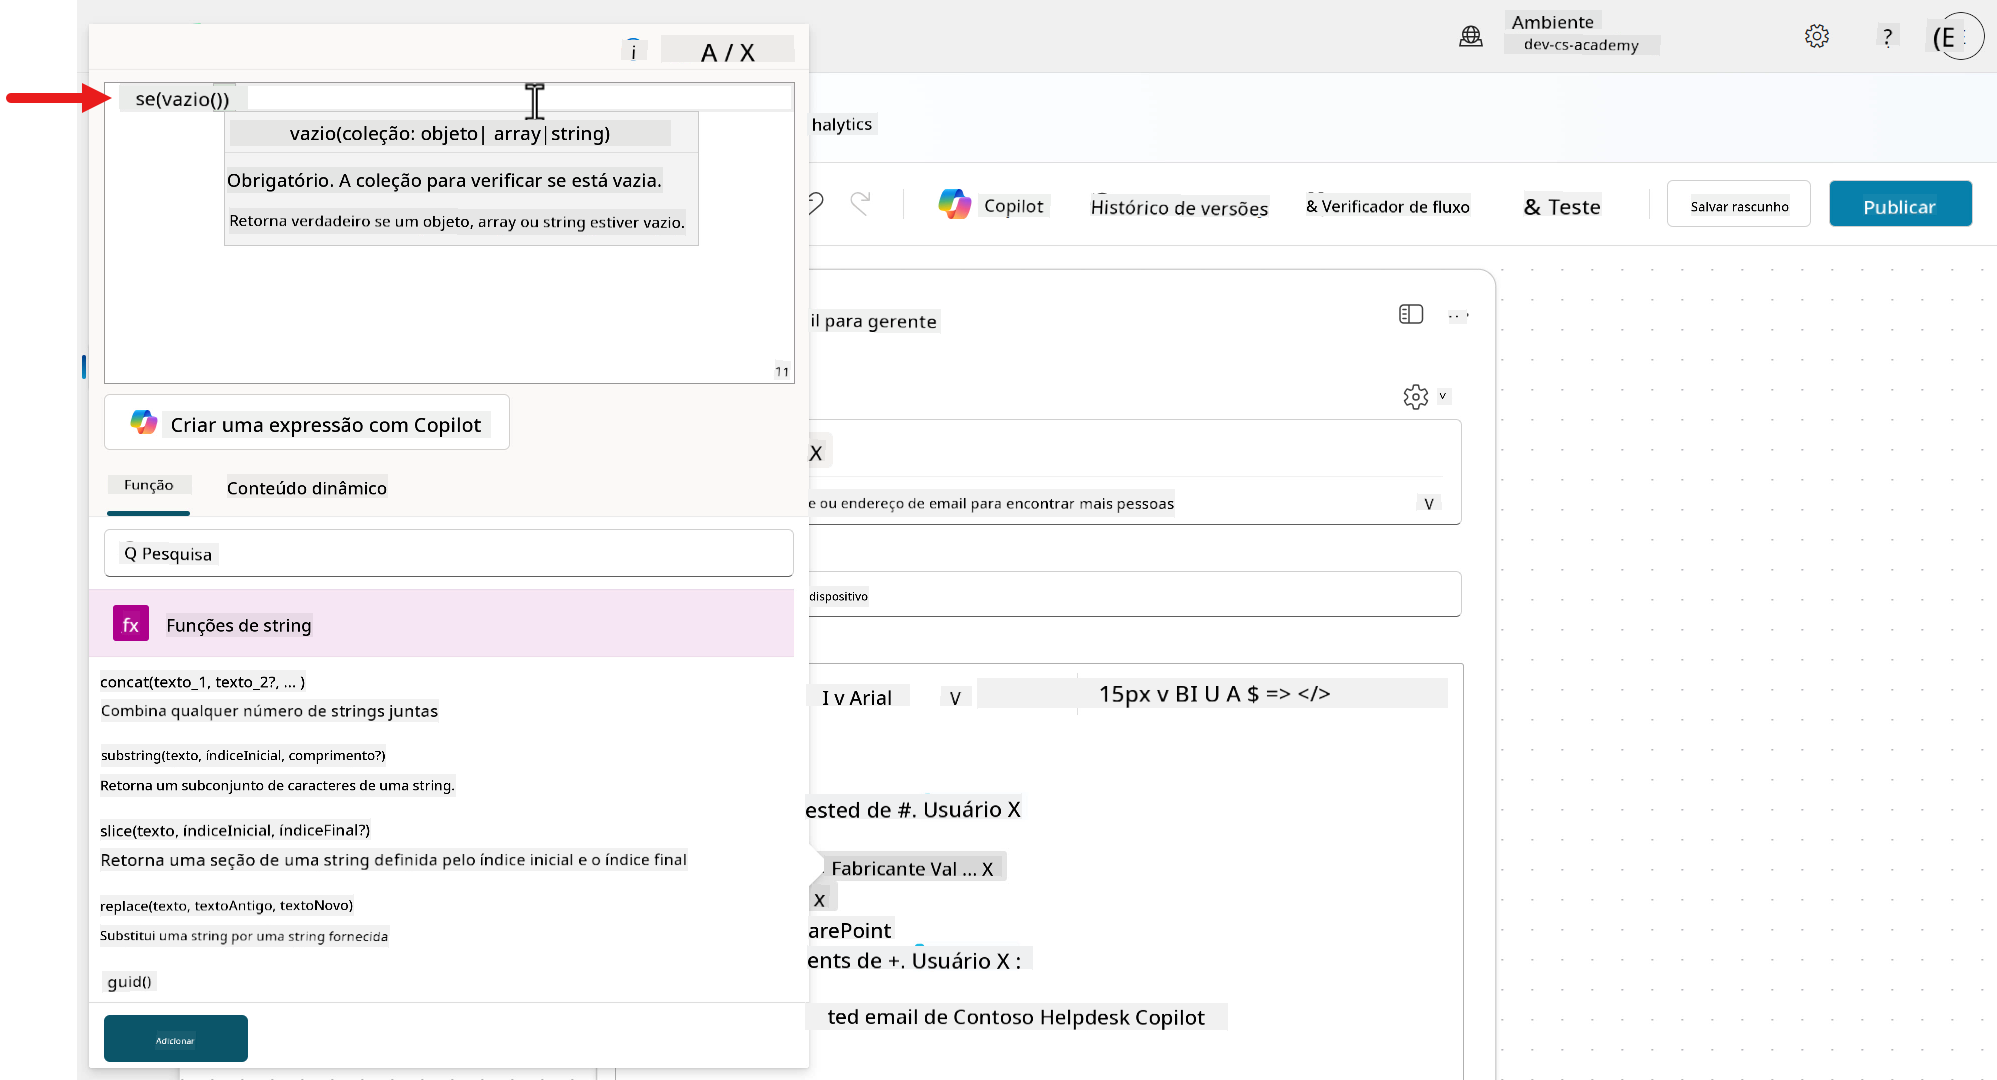 Ambiente
dev-cs-academy
?
(E
i
A / X
se(vazio())
vazio(coleção: objeto| array|string)
Obrigatório. A coleção para verificar se está vazia.
Retorna verdadeiro se um objeto, array ou string estiver vazio.
11
halytics
Copilot
Histórico de versões
& Verificador de fluxo
& Teste
Salvar rascunho
Publicar
il para gerente
Criar uma expressão com Copilot
X
e ou endereço de email para encontrar mais pessoas
V
Função
Conteúdo dinâmico
Q Pesquisa
dispositivo
fx
Funções de string
concat(texto_1, texto_2?, ... )
Combina qualquer número de strings juntas
substring(texto, índiceInicial, comprimento?)
Retorna um subconjunto de caracteres de uma string.
slice(texto, índiceInicial, índiceFinal?)
Retorna uma seção de uma string definida pelo índice inicial e o índice final
replace(texto, textoAntigo, textoNovo)
Substitui uma string por uma string fornecida
guid()
Adicionar
I v Arial
V
15px v BI U A $ => </>
ested de #. Usuário X
Fabricante Val ... X
x
arePoint
ents de +. Usuário X :
ted email de Contoso Helpdesk Copilot